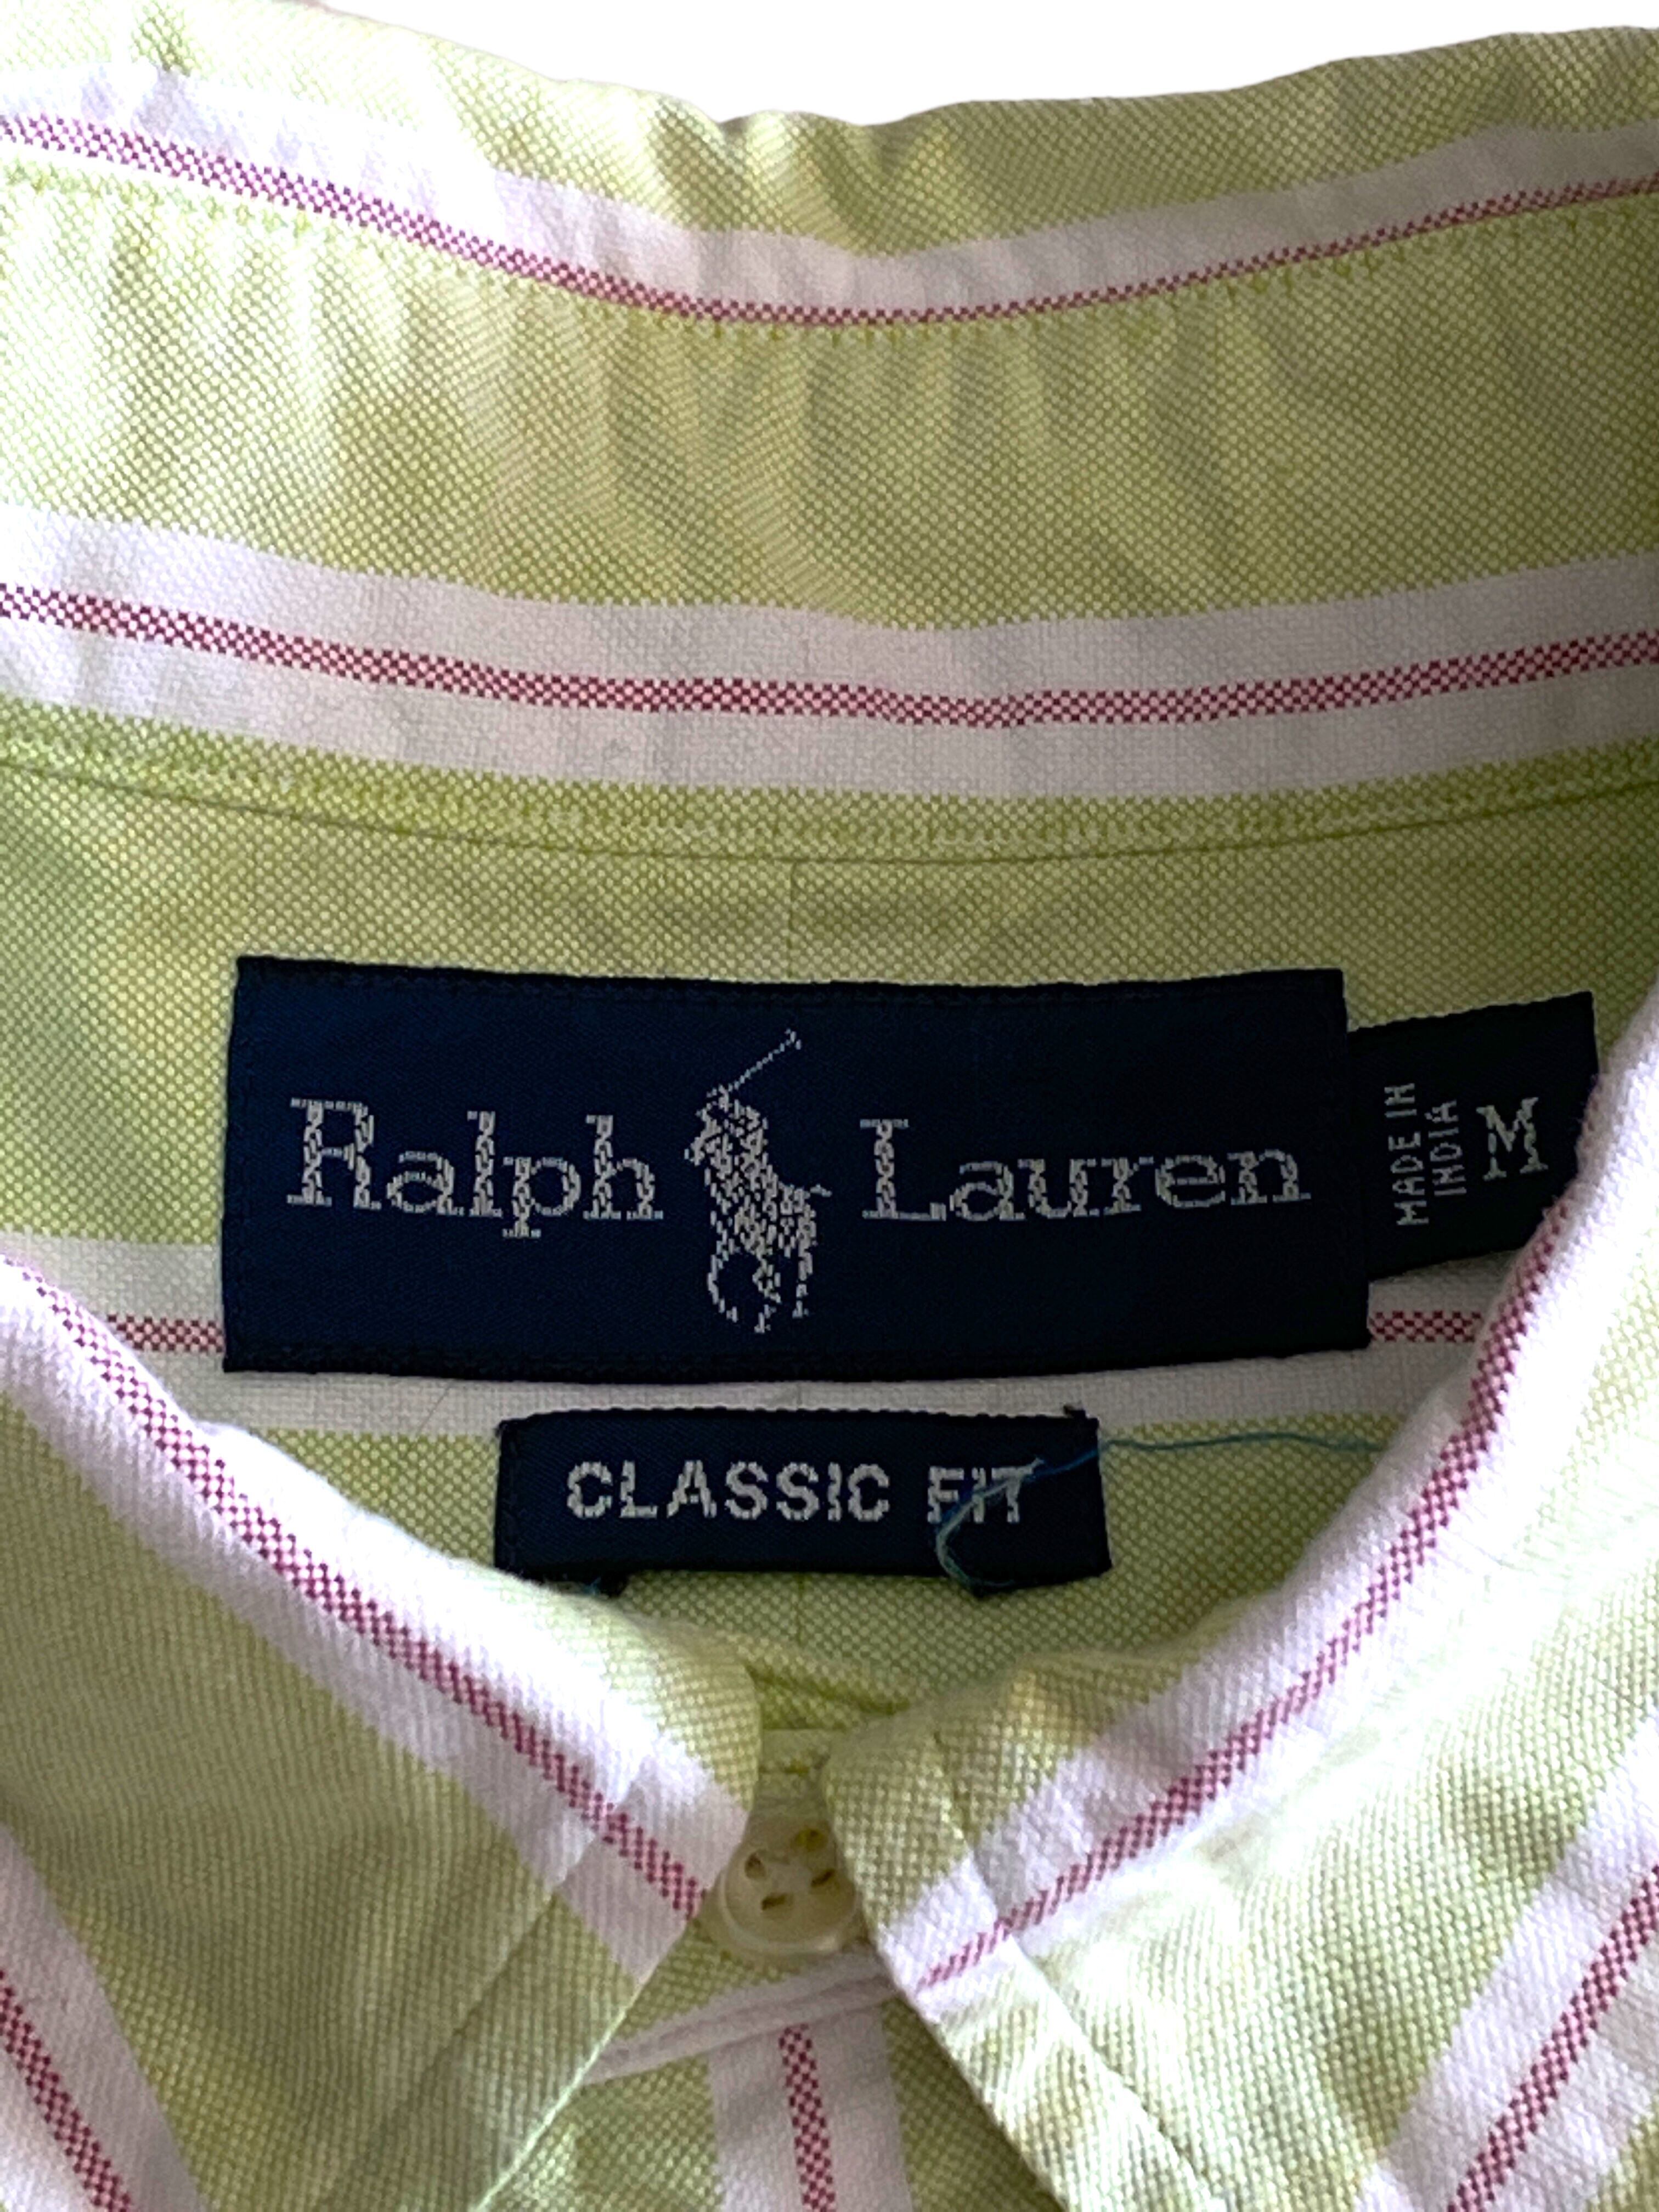 Ralph Lauren
MADE IN
INDIA
M
CLASSIC FIT